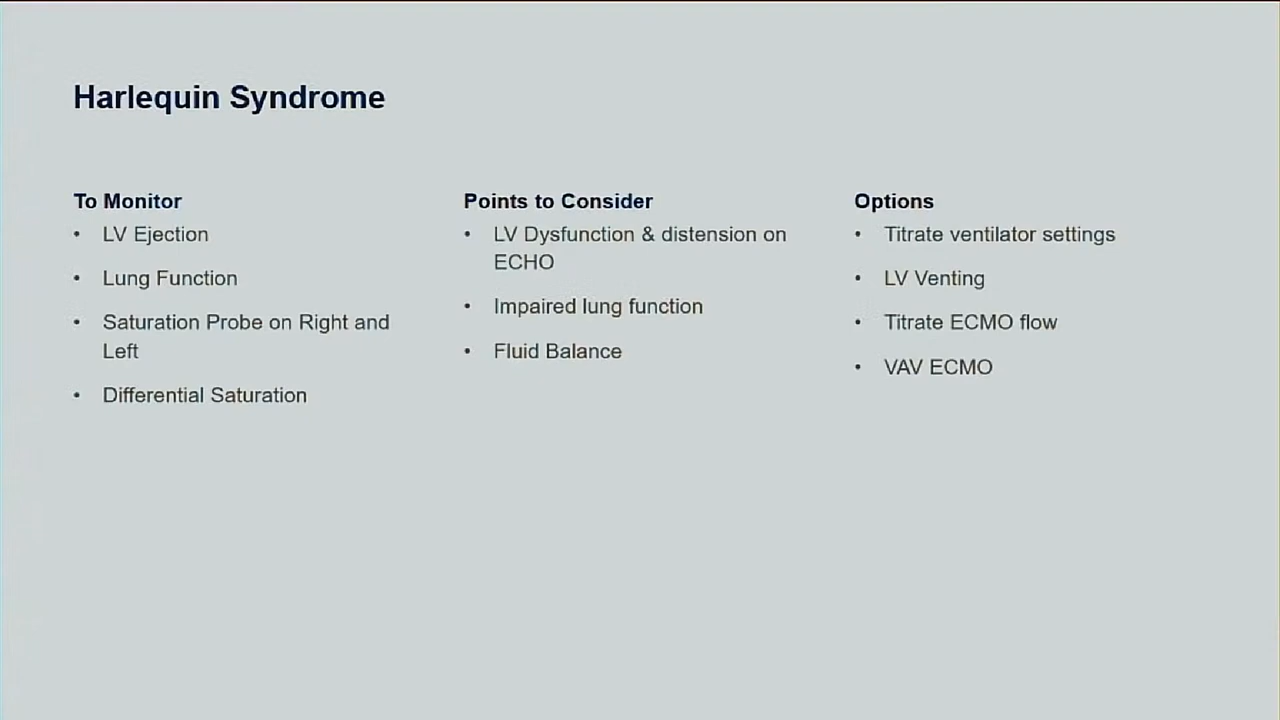 Harlequin Syndrome
To Monitor
• LV Ejection
• Lung Function
• Saturation Probe on Right and
Left
• Differential Saturation
Points to Consider
• LV Dysfunction & distension on
ECHO
• Impaired lung function
• Fluid Balance
Options
• Titrate ventilator settings
• LV Venting
• Titrate ECMO flow
• VAV ECMO